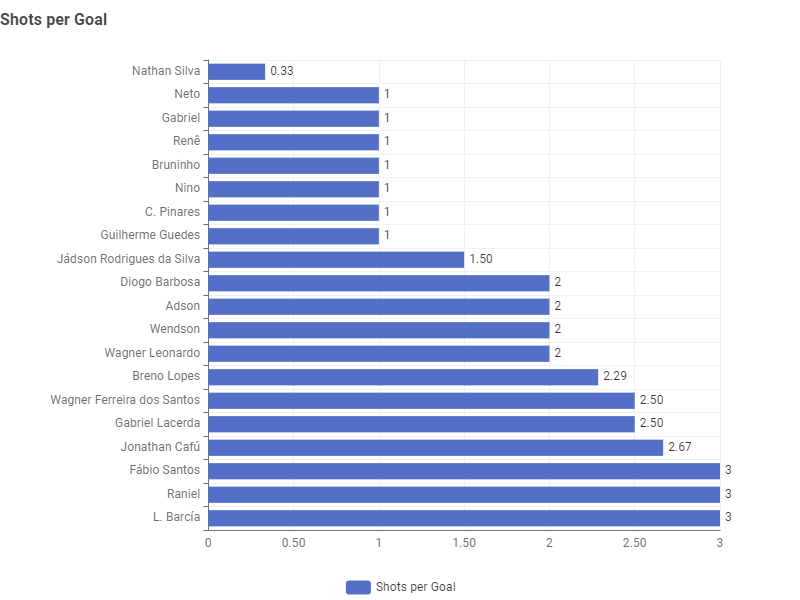 Shots per Goal
Nathan Silva 0.33
Neto 1
Gabriel 1
Renê 1
Bruninho 1
Nino 1
C. Pinares 1
Guilherme Guedes 1
Jádson Rodrigues da Silva 1.50
Diogo Barbosa 2
Adson 2
Wendson 2
Wagner Leonardo 2
Breno Lopes 2.29
Wagner Ferreira dos Santos 2.50
Gabriel Lacerda 2.50
Jonathan Cafú 2.67
Fábio Santos 3
Raniel 3
L. Barcía 3
0 0.50 1 1.50 2 2.50 3
Shots per Goal